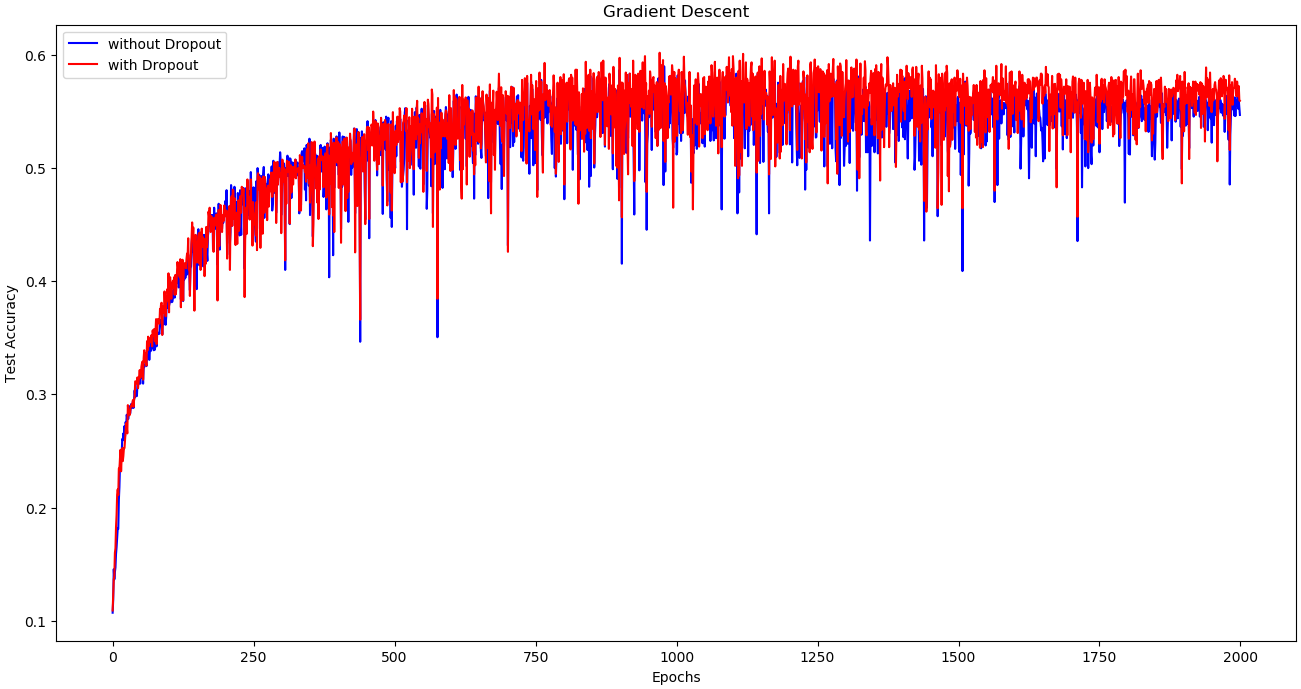 Gradient Descent
without Dropout
with Dropout
0.6
0.5
0.4
0.3
0.2
0.1
Test Accuracy
0 250 500 750 1000 1250 1500 1750 2000
Epochs